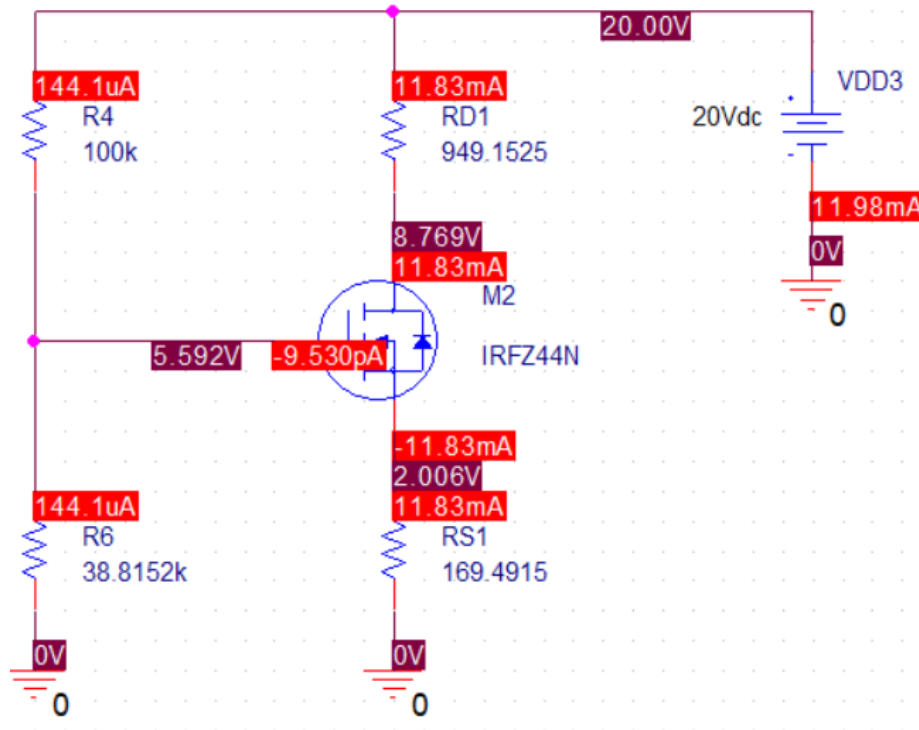 20.00V
144.1uA
R4
100k
11.83mA
RD1
949.1525
VDD3
20Vdc
+
-
11.98mA
0V
0
8.769V
11.83mA
M2
IRFZ44N
5.592V
-9.530pA
-11.83mA
2.006V
11.83mA
RS1
169.4915
144.1uA
R6
38.8152k
0V
0
0V
0